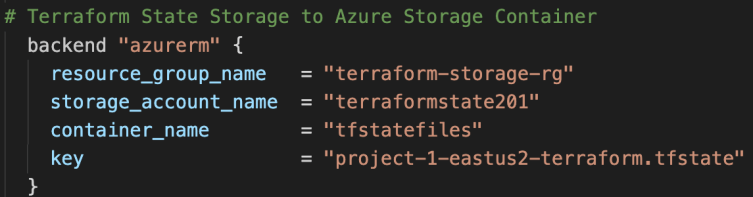 # Terraform State Storage to Azure Storage Container
backend "azurerm" {
resource_group_name = "terraform-storage-rg"
storage_account_name = "terraformstate201"
container_name = "tfstatefiles"
key = "project-1-eastus2-terraform.tfstate"
}